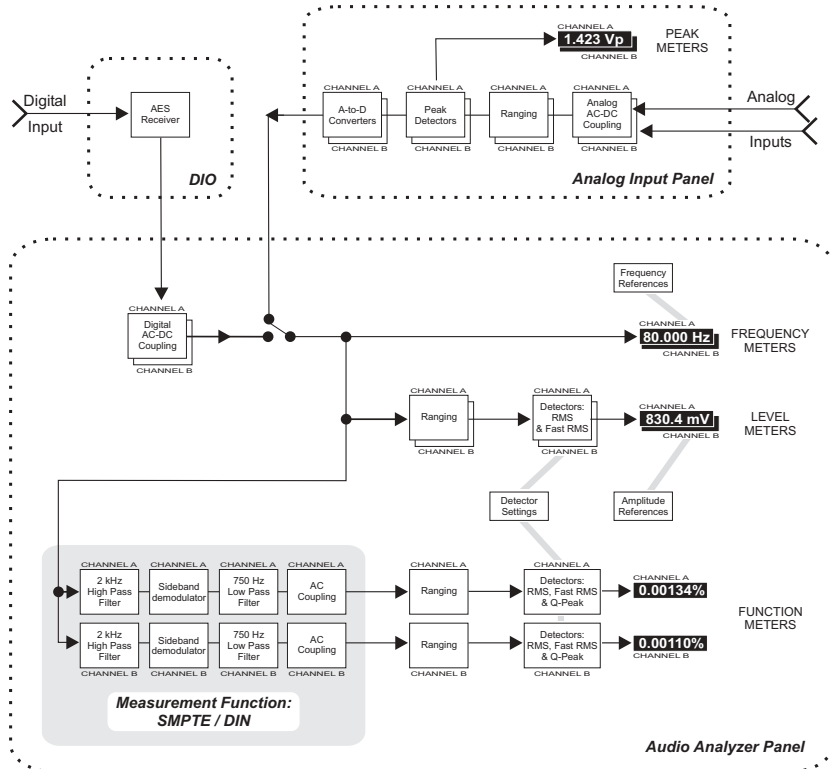 CHANNEL A
1.423 Vp
CHANNEL B
PEAK
METERS
Digital
Input
AES
Receiver
DIO
CHANNEL A
A-to-D
Converters
CHANNEL B
CHANNEL A
Peak
Detectors
CHANNEL B
CHANNEL A
Ranging
CHANNEL B
CHANNEL A
Analog
AC-DC
Coupling
CHANNEL B
Analog
Inputs
Analog Input Panel
Frequency
References
CHANNEL A
Digital
AC-DC
Coupling
CHANNEL B
CHANNEL A
80.000 Hz
CHANNEL B
FREQUENCY
METERS
CHANNEL A
Ranging
CHANNEL B
CHANNEL A
Detectors:
RMS
& Fast RMS
CHANNEL B
CHANNEL A
830.4 mV
CHANNEL B
LEVEL
METERS
Detector
Settings
Amplitude
References
CHANNEL A
2 kHz
High Pass
Filter
CHANNEL A
Sideband
demodulator
CHANNEL A
750 Hz
Low Pass
Filter
CHANNEL A
AC
Coupling
CHANNEL A
Ranging
CHANNEL A
Detectors:
RMS, Fast RMS
& Q-Peak
CHANNEL A
0.00134%
FUNCTION
METERS
2 kHz
High Pass
Filter
CHANNEL B
Sideband
demodulator
CHANNEL B
750 Hz
Low Pass
Filter
CHANNEL B
AC
Coupling
CHANNEL B
Ranging
CHANNEL B
Detectors:
RMS, Fast RMS
& Q-Peak
CHANNEL B
0.00110%
CHANNEL B
Measurement Function:
SMPTE / DIN
Audio Analyzer Panel